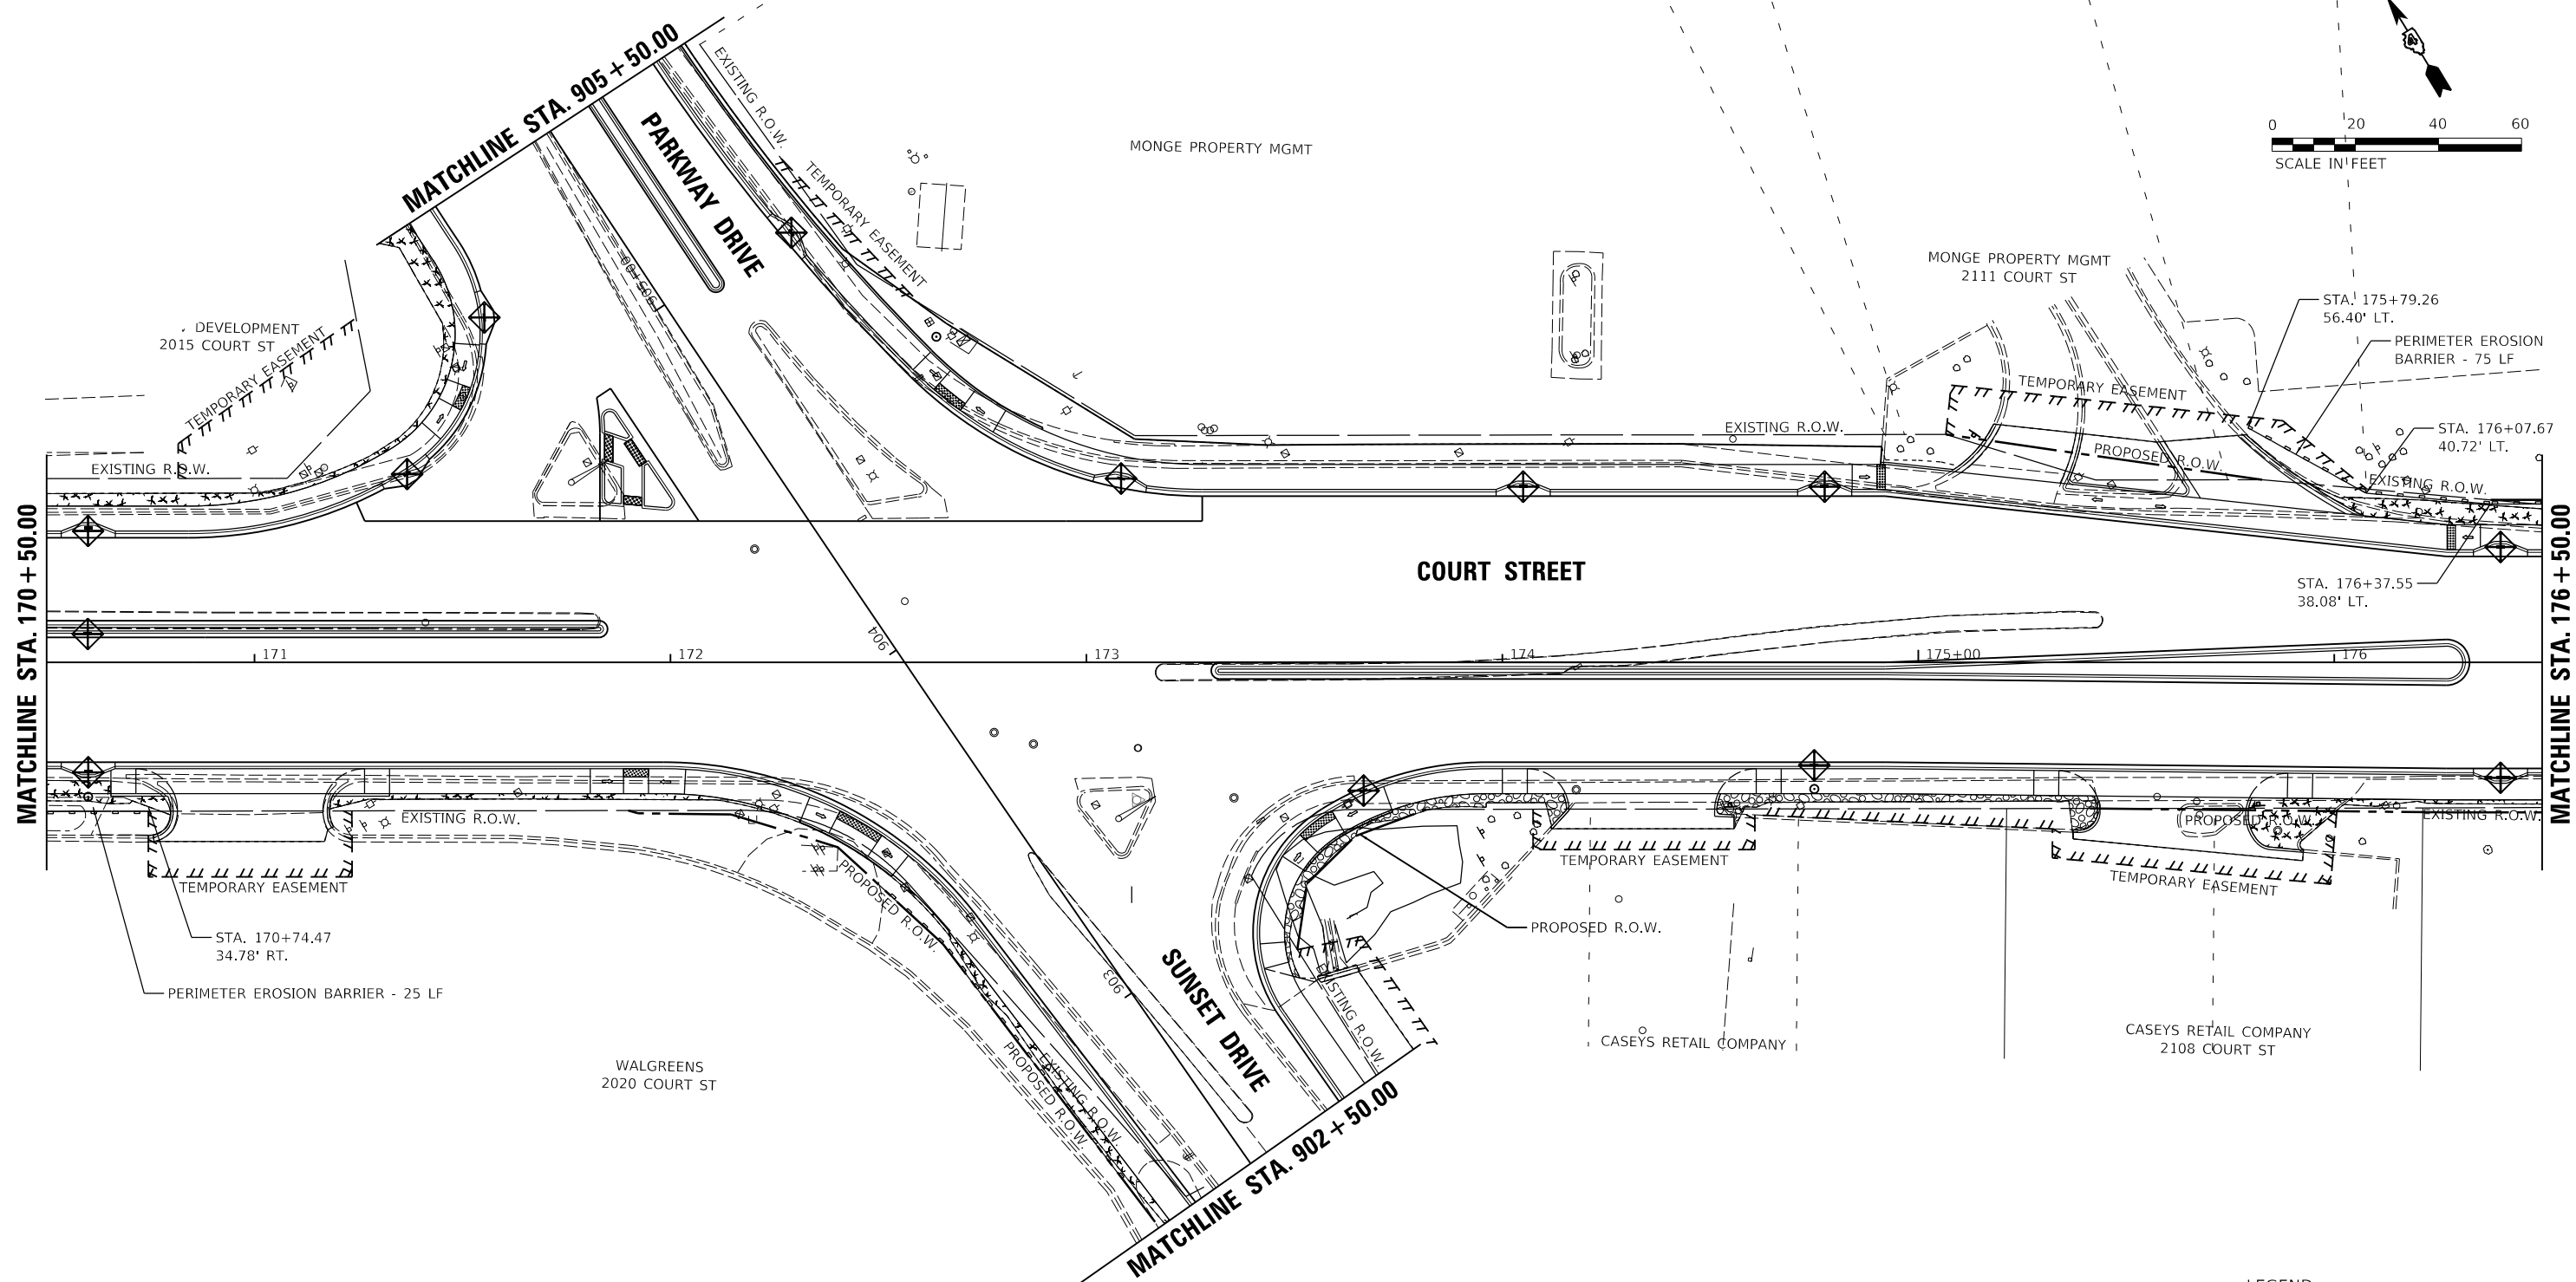 MATCHLINE STA. 905+50.00
EXISTING R.O.W.
PARKWAY DRIVE
TEMPORARY EASEMENT
MONGE PROPERTY MGMT
0 20 40 60
SCALE IN FEET
MONGE PROPERTY MGMT
2111 COURT ST
STA. 175+79.26
56.40' LT.
PERIMETER EROSION
BARRIER - 75 LF
905+00
DEVELOPMENT
2015 COURT ST
TEMPORARY EASEMENT
TEMPORARY EASEMENT
EXISTING R.O.W.
EXISTING R.O.W.
PROPOSED R.O.W.
STA. 176+07.67
40.72' LT.
EXISTING R.O.W.
MATCHLINE STA. 170+50.00
COURT STREET
STA. 176+37.55
38.08' LT.
MATCHLINE STA. 176+50.00
904
171
172
173
174
175+00
176
EXISTING R.O.W.
PROPOSED R.O.W.
EXISTING R.O.W.
TEMPORARY EASEMENT
PROPOSED R.O.W.
TEMPORARY EASEMENT
TEMPORARY EASEMENT
STA. 170+74.47
34.78' RT.
PROPOSED R.O.W.
PERIMETER EROSION BARRIER - 25 LF
903
SUNSET DRIVE
EXISTING R.O.W.
CASEYS RETAIL COMPANY
CASEYS RETAIL COMPANY
2108 COURT ST
WALGREENS
2020 COURT ST
EXISTING R.O.W.
PROPOSED R.O.W.
MATCHLINE STA. 902+50.00
LEGEND